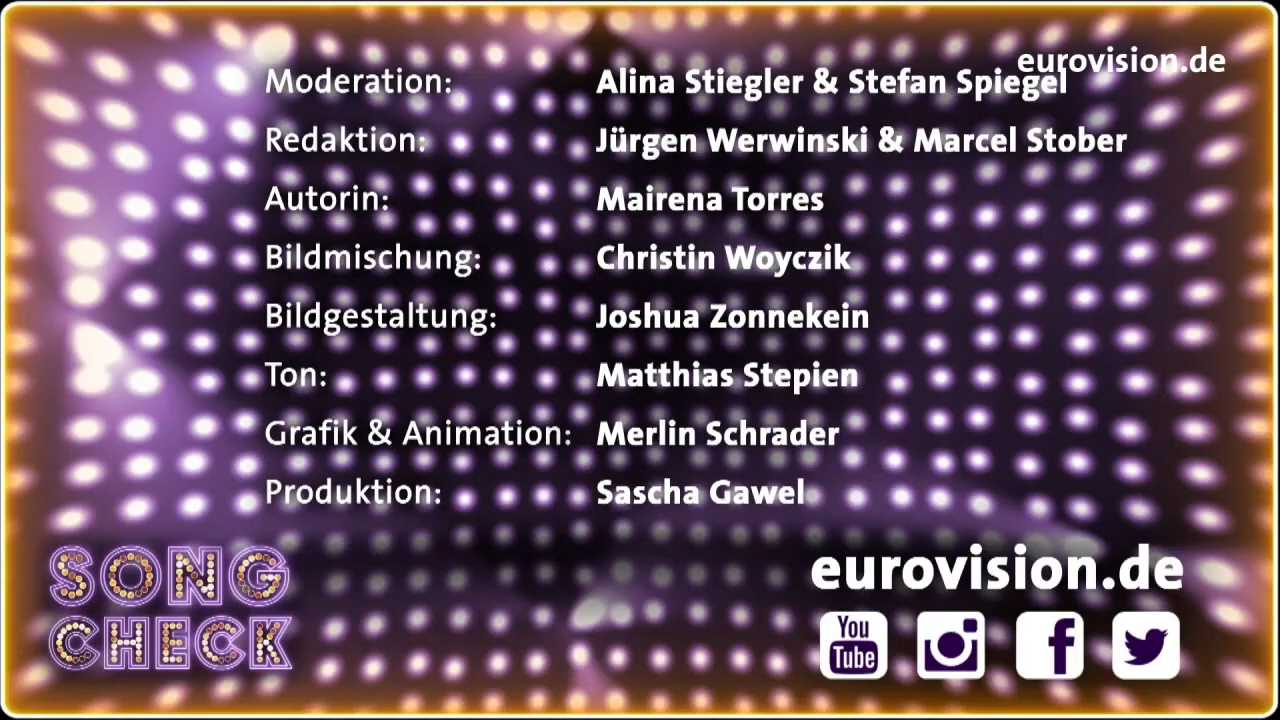 eurovision.de
Moderation: Alina Stiegler & Stefan Spiegel
Redaktion: Jürgen Werwinski & Marcel Stober
Autorin: Mairena Torres
Bildmischung: Christin Woyczik
Bildgestaltung: Joshua Zonnekein
Ton: Matthias Stepien
Grafik & Animation: Merlin Schrader
Produktion: Sascha Gawel
SONG
CHECK
eurovision.de
You
Tube